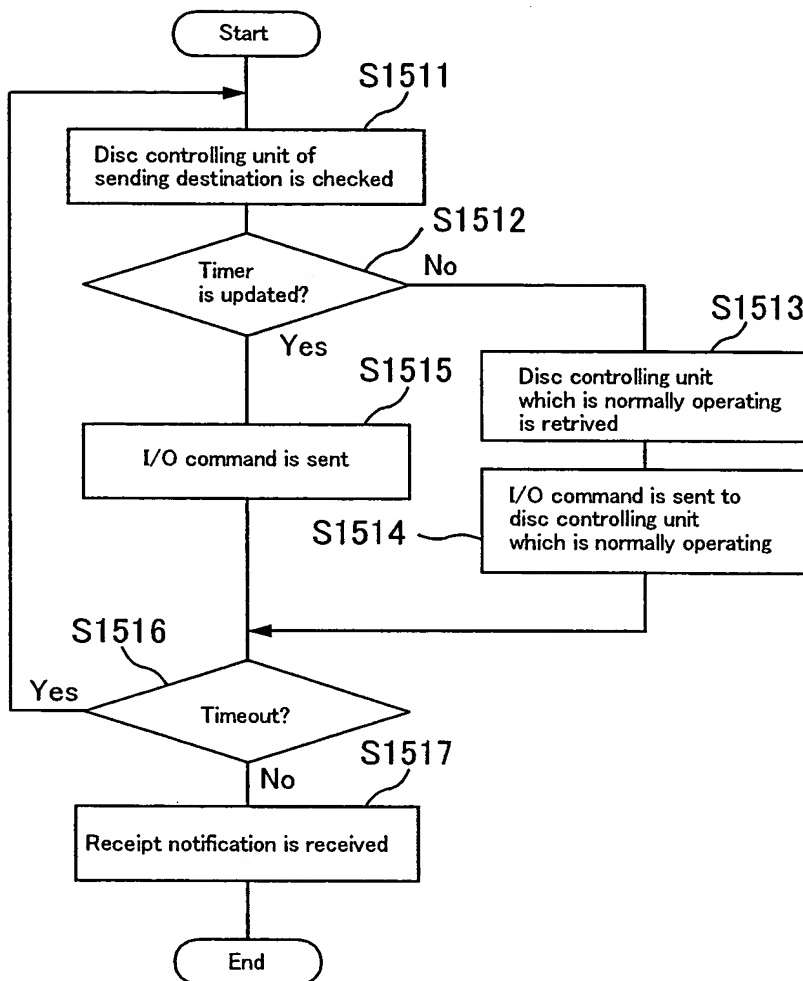 Start
S1511
Disc controlling unit of
sending destination is checked
S1512
Timer
is updated?
No
Yes
S1513
Disc controlling unit
which is normally operating
is retrived
S1515
I/O command is sent
I/O command is sent to
disc controlling unit
which is normally operating
S1514
S1516
Yes
Timeout?
No
S1517
Receipt notification is received
End